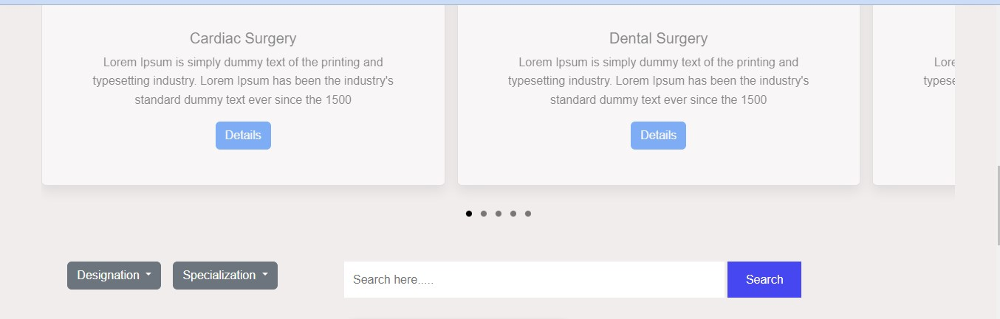 Cardiac Surgery
Lorem Ipsum is simply dummy text of the printing and
typesetting industry. Lorem Ipsum has been the industry's
standard dummy text ever since the 1500
Details
Dental Surgery
Lorem Ipsum is simply dummy text of the printing and
typesetting industry. Lorem Ipsum has been the industry's
standard dummy text ever since the 1500
Details
Lore
typese
Designation
Specialization
Search here.....
Search